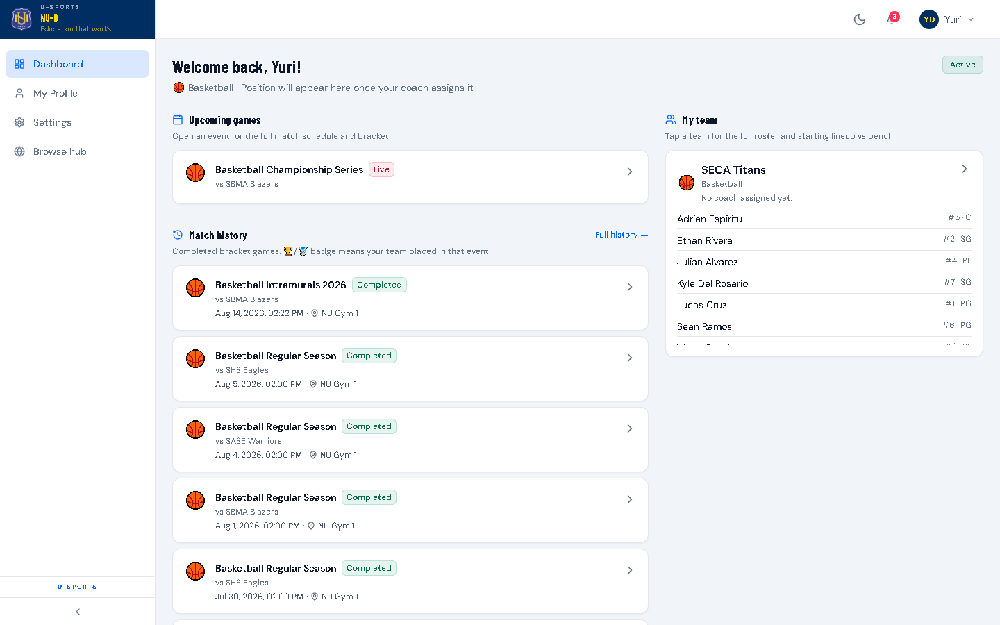 U-SPORTS
NU-D
Education that works.
3
YD
Yuri
Dashboard
My Profile
Settings
Browse hub
U-SPORTS
Welcome back, Yuri!
Active
Basketball · Position will appear here once your coach assigns it
Upcoming games
Open an event for the full match schedule and bracket.
Basketball Championship Series Live
vs SBMA Blazers
Match history
Full history →
Completed bracket games. 🏆/🥈 badge means your team placed in that event.
Basketball Intramurals 2026 Completed
vs SBMA Blazers
Aug 14, 2026, 02:22 PM · NU Gym 1
Basketball Regular Season Completed
vs SHS Eagles
Aug 5, 2026, 02:00 PM · NU Gym 1
Basketball Regular Season Completed
vs SASE Warriors
Aug 4, 2026, 02:00 PM · NU Gym 1
Basketball Regular Season Completed
vs SBMA Blazers
Aug 1, 2026, 02:00 PM · NU Gym 1
Basketball Regular Season Completed
vs SHS Eagles
Jul 30, 2026, 02:00 PM · NU Gym 1
My team
Tap a team for the full roster and starting lineup vs bench.
SECA Titans
Basketball
No coach assigned yet.
Adrian Espiritu #5 · C
Ethan Rivera #2 · SG
Julian Alvarez #4 · PF
Kyle Del Rosario #7 · SG
Lucas Cruz #1 · PG
Sean Ramos #6 · PG